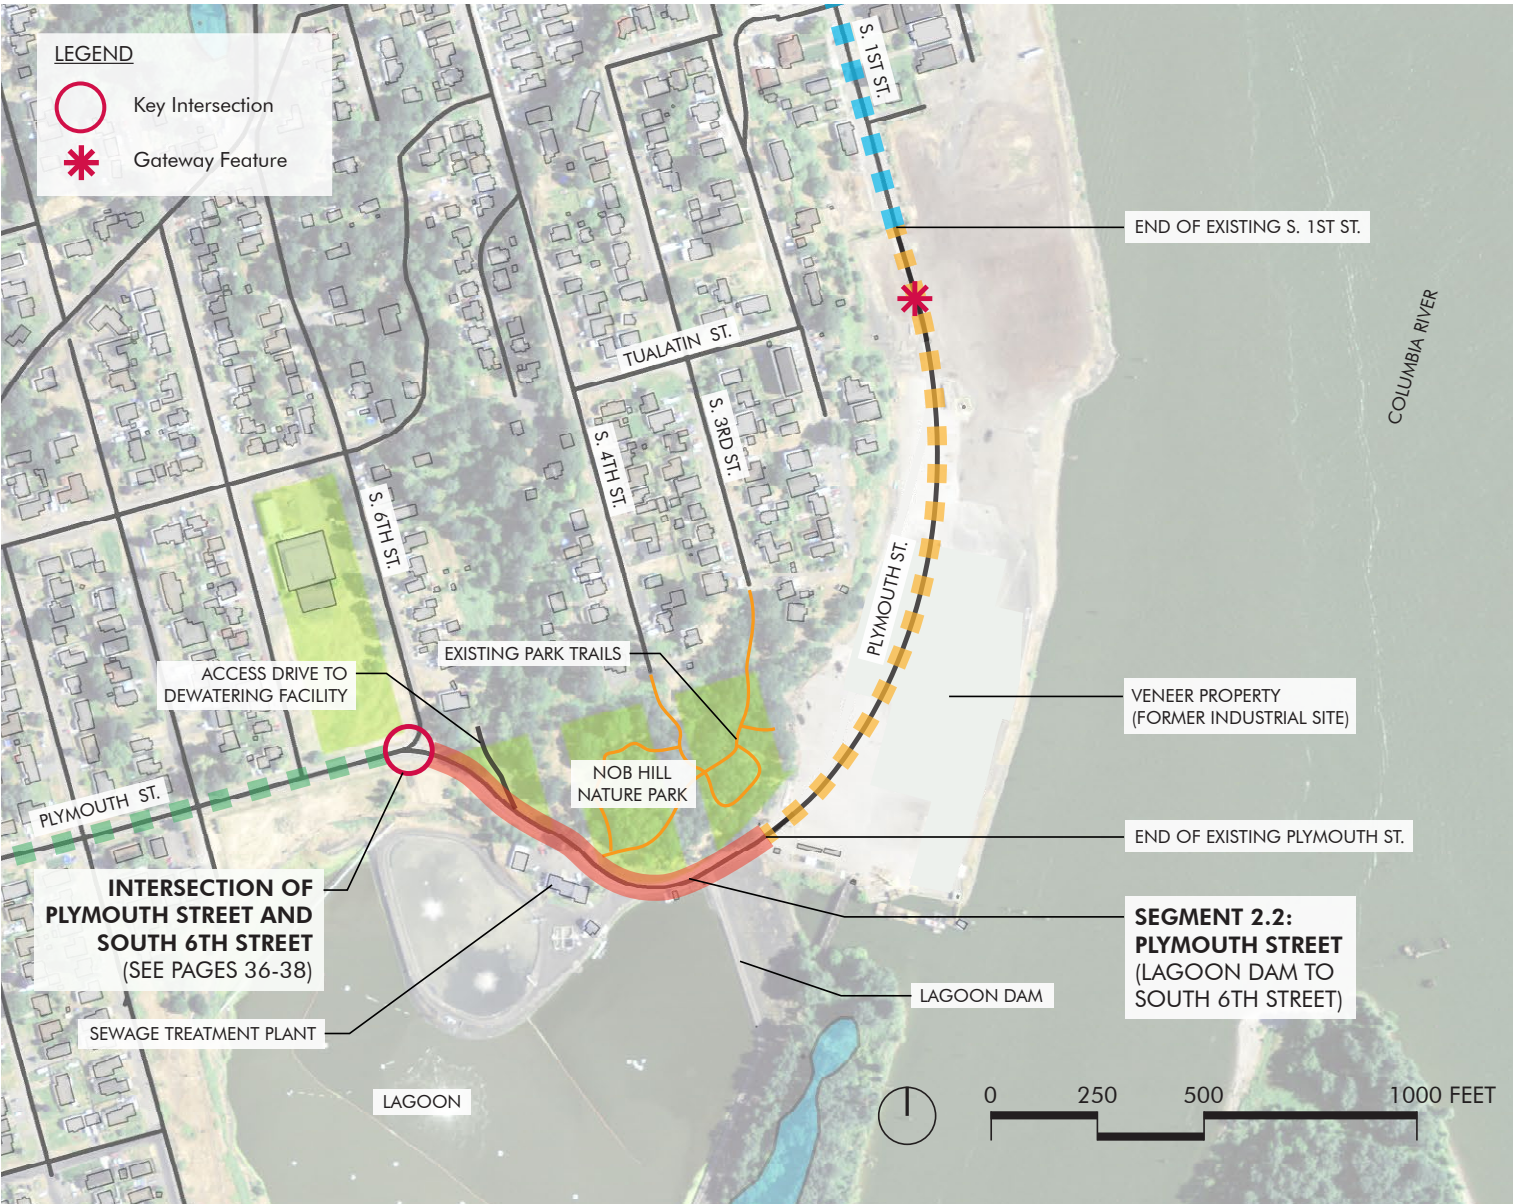 LEGEND
Key Intersection
Gateway Feature
S. 1ST ST.
END OF EXISTING S. 1ST ST.
COLUMBIA RIVER
TUALATIN ST.
S. 3RD ST.
S. 4TH ST.
S. 6TH ST.
PLYMOUTH ST.
EXISTING PARK TRAILS
ACCESS DRIVE TO
DEWATERING FACILITY
VENEER PROPERTY
(FORMER INDUSTRIAL SITE)
NOB HILL
NATURE PARK
PLYMOUTH ST.
END OF EXISTING PLYMOUTH ST.
INTERSECTION OF
PLYMOUTH STREET AND
SOUTH 6TH STREET
(SEE PAGES 36-38)
SEGMENT 2.2:
PLYMOUTH STREET
(LAGOON DAM TO
SOUTH 6TH STREET)
LAGOON DAM
SEWAGE TREATMENT PLANT
LAGOON
0 250 500 1000 FEET